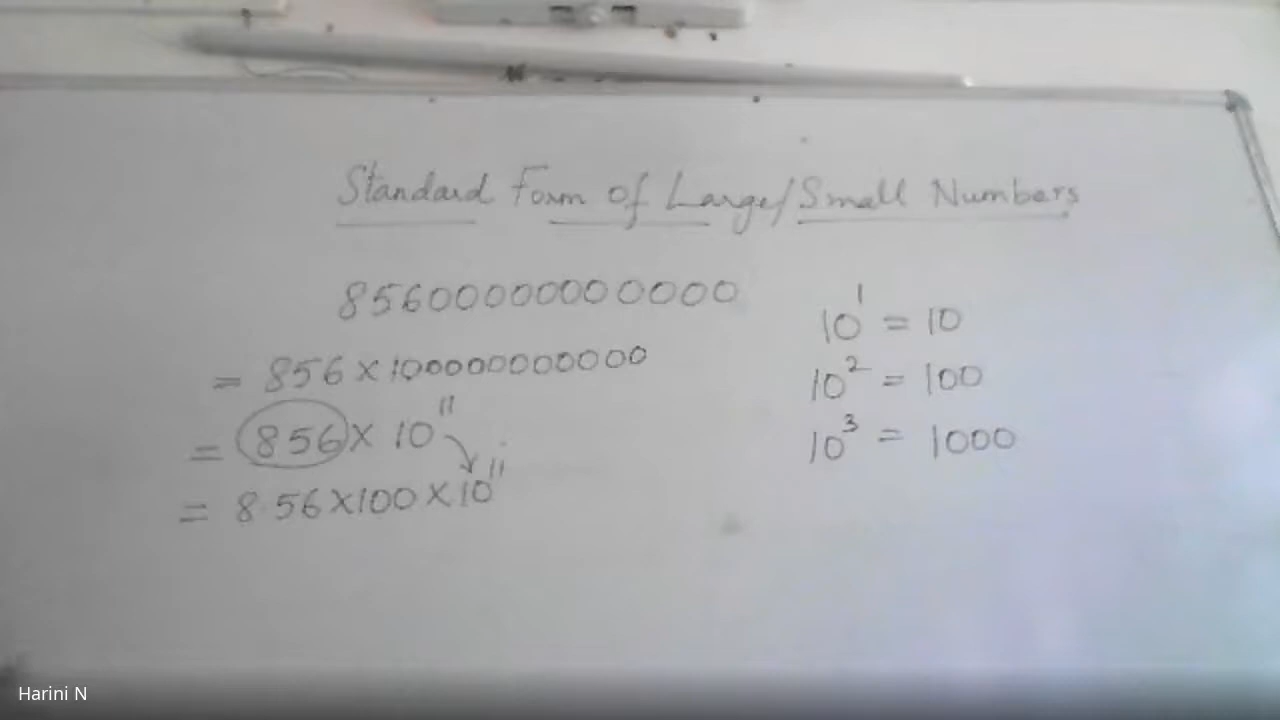 Standard Form of Large/Small Numbers
85600000000000
= 856 × 100000000000
= 856 × 10¹¹
= 8.56 × 100 × 10¹¹
10¹ = 10
10² = 100
10³ = 1000
Harini N